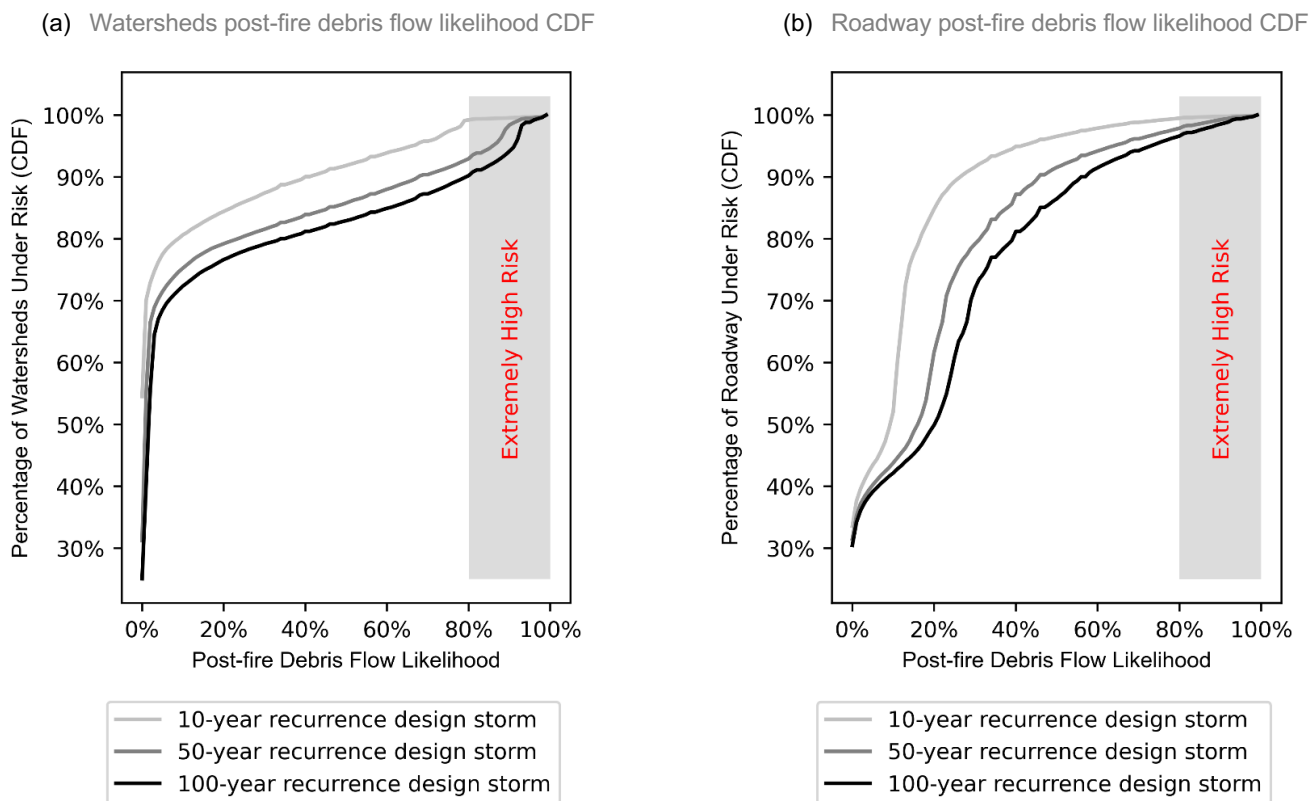 (a) Watersheds post-fire debris flow likelihood CDF
Percentage of Watersheds Under Risk (CDF)
100%
90%
80%
70%
60%
50%
40%
30%
Extremely High Risk
0% 20% 40% 60% 80% 100%
Post-fire Debris Flow Likelihood
10-year recurrence design storm
50-year recurrence design storm
100-year recurrence design storm
(b) Roadway post-fire debris flow likelihood CDF
Percentage of Roadway Under Risk (CDF)
100%
90%
80%
70%
60%
50%
40%
30%
Extremely High Risk
0% 20% 40% 60% 80% 100%
Post-fire Debris Flow Likelihood
10-year recurrence design storm
50-year recurrence design storm
100-year recurrence design storm